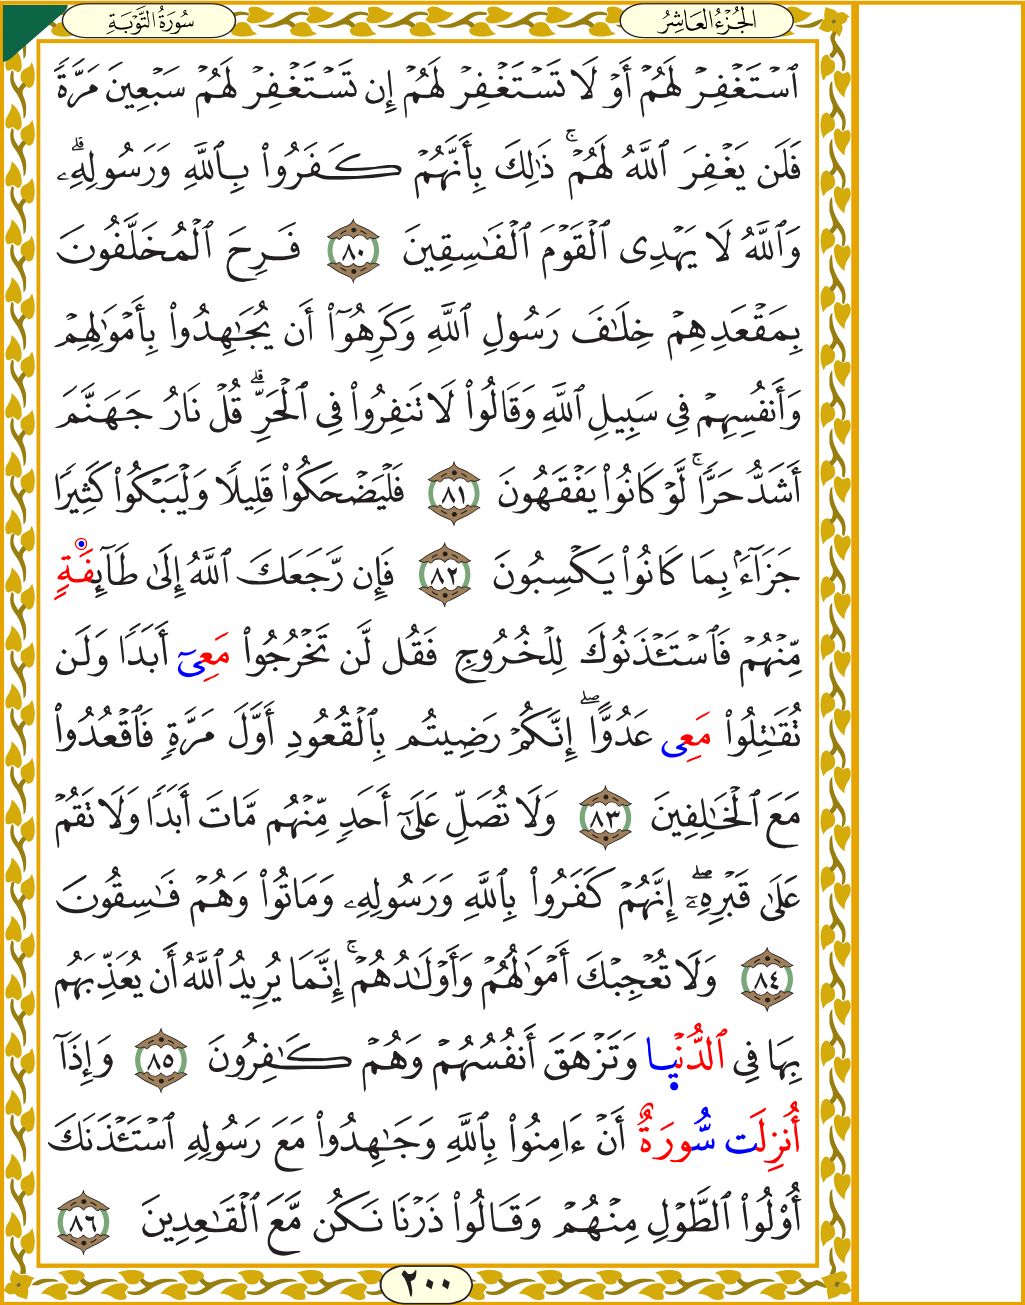 الجُزْءُ العَاشِرُ
سُورَةُ التَّوْبَةِ
ٱسْتَغْفِرْ لَهُمْ أَوْ لَا تَسْتَغْفِرْ لَهُمْ إِن تَسْتَغْفِرْ لَهُمْ سَبْعِينَ مَرَّةً
فَلَن يَغْفِرَ ٱللَّهُ لَهُمْ ۚ ذَٰلِكَ بِأَنَّهُمْ كَفَرُوا۟ بِٱللَّهِ وَرَسُولِهِۦ ۗ
وَٱللَّهُ لَا يَهْدِى ٱلْقَوْمَ ٱلْفَٰسِقِينَ ٨٠ فَرِحَ ٱلْمُخَلَّفُونَ
بِمَقْعَدِهِمْ خِلَٰفَ رَسُولِ ٱللَّهِ وَكَرِهُوٓا۟ أَن يُجَٰهِدُوا۟ بِأَمْوَٰلِهِمْ
وَأَنفُسِهِمْ فِى سَبِيلِ ٱللَّهِ وَقَالُوا۟ لَا تَنفِرُوا۟ فِى ٱلْحَرِّ ۗ قُلْ نَارُ جَهَنَّمَ
أَشَدُّ حَرًّا ۚ لَّوْ كَانُوا۟ يَفْقَهُونَ ٨١ فَلْيَضْحَكُوا۟ قَلِيلًا وَلْيَبْكُوا۟ كَثِيرًا
جَزَآءًۢ بِمَا كَانُوا۟ يَكْسِبُونَ ٨٢ فَإِن رَّجَعَكَ ٱللَّهُ إِلَىٰ طَآئِفَةٍ
مِّنْهُمْ فَٱسْتَـْٔذَنُوكَ لِلْخُرُوجِ فَقُل لَّن تَخْرُجُوا۟ مَعِىٓ أَبَدًا وَلَن
تُقَٰتِلُوا۟ مَعِى عَدُوًّا ۖ إِنَّكُمْ رَضِيتُم بِٱلْقُعُودِ أَوَّلَ مَرَّةٍ فَٱقْعُدُوا۟
مَعَ ٱلْخَٰلِفِينَ ٨٣ وَلَا تُصَلِّ عَلَىٰٓ أَحَدٍ مِّنْهُم مَّاتَ أَبَدًا وَلَا تَقُمْ
عَلَىٰ قَبْرِهِۦٓ ۖ إِنَّهُمْ كَفَرُوا۟ بِٱللَّهِ وَرَسُولِهِۦ وَمَاتُوا۟ وَهُمْ فَٰسِقُونَ
٨٤ وَلَا تُعْجِبْكَ أَمْوَٰلُهُمْ وَأَوْلَٰدُهُمْ ۚ إِنَّمَا يُرِيدُ ٱللَّهُ أَن يُعَذِّبَهُم
بِهَا فِى ٱلدُّنْيَا وَتَزْهَقَ أَنفُسُهُمْ وَهُمْ كَٰفِرُونَ ٨٥ وَإِذَآ
أُنزِلَت سُّورَةٌ أَنْ ءَامِنُوا۟ بِٱللَّهِ وَجَٰهِدُوا۟ مَعَ رَسُولِهِ ٱسْتَـْٔذَنَكَ
أُو۟لُوا۟ ٱلطَّوْلِ مِنْهُمْ وَقَالُوا۟ ذَرْنَا نَكُن مَّعَ ٱلْقَٰعِدِينَ ٨٦
٢٠٠